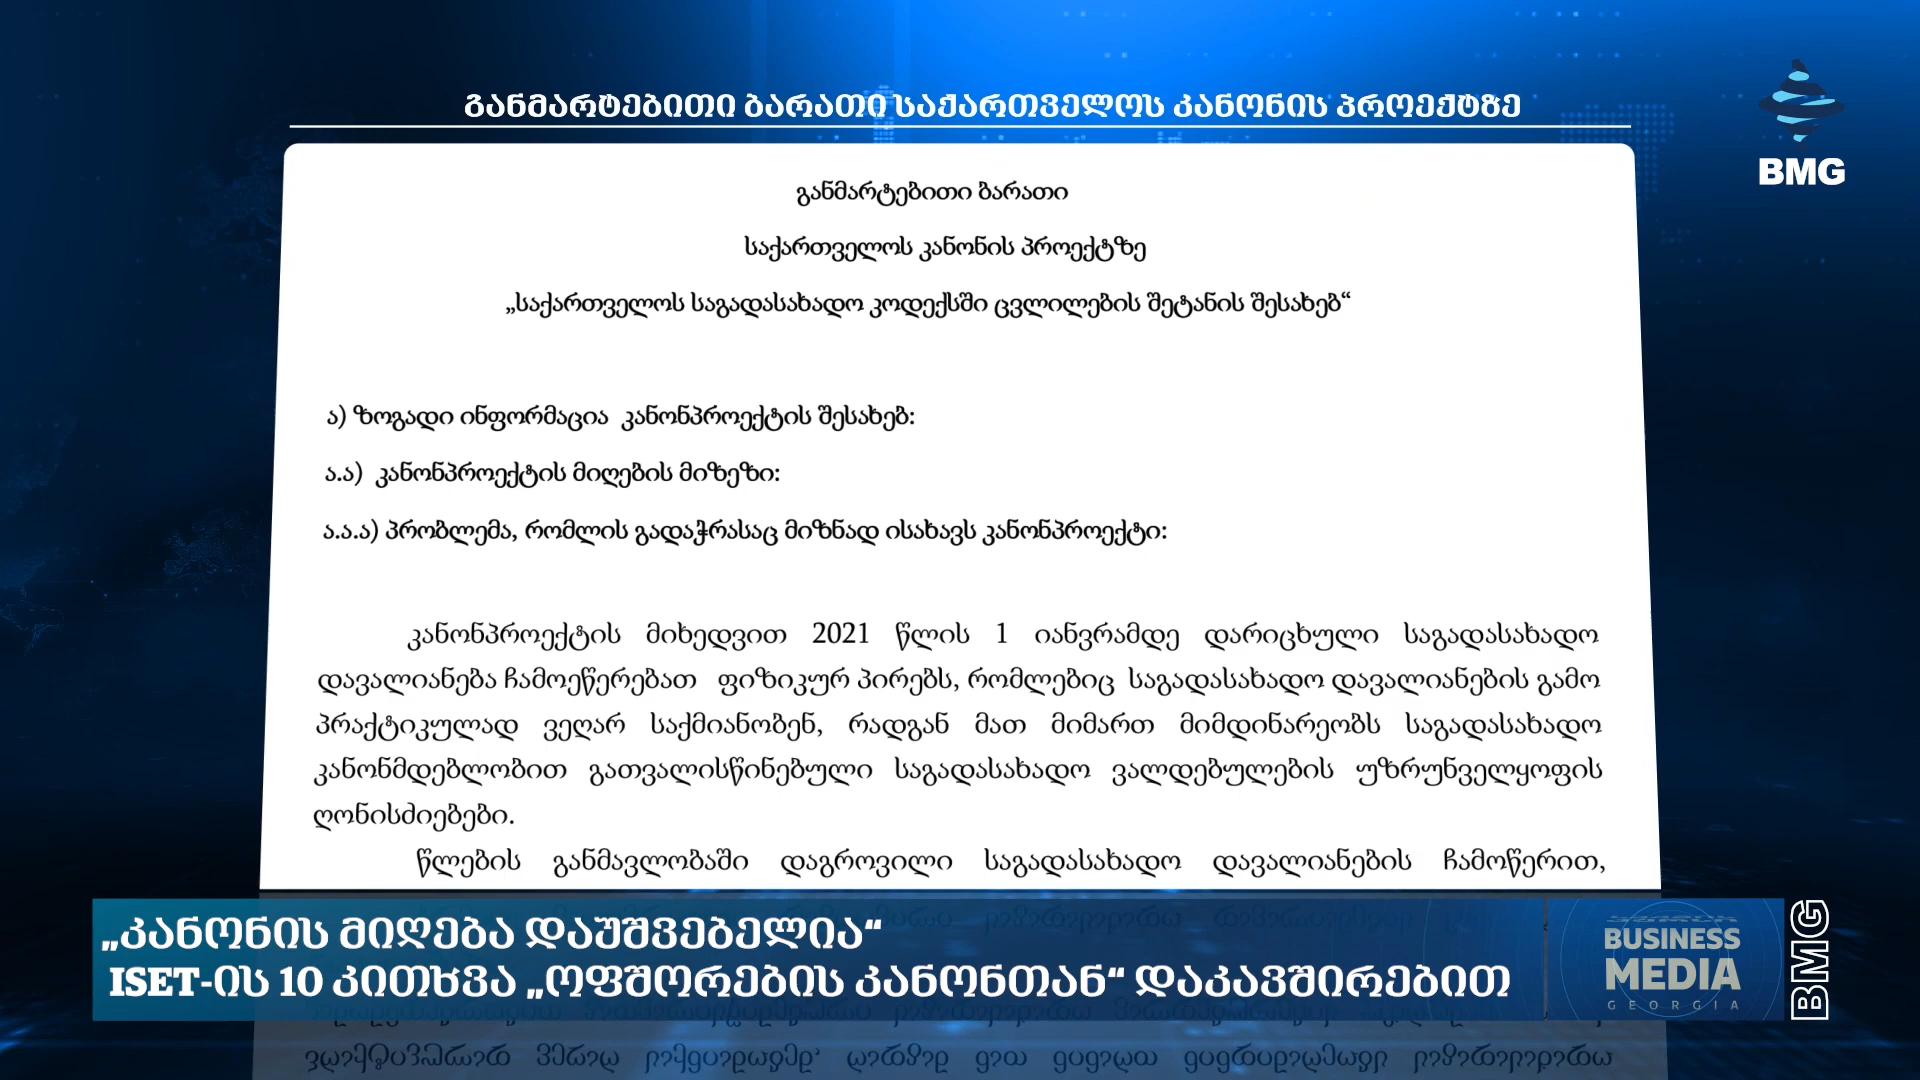 განმარტებითი ბარათი საქართველოს კანონის პროექტზე
BMG
განმარტებითი ბარათი
საქართველოს კანონის პროექტზე
„საქართველოს საგადასახადო კოდექსში ცვლილების შეტანის შესახებ“
ა) ზოგადი ინფორმაცია კანონპროექტის შესახებ:
ა.ა) კანონპროექტის მიღების მიზეზი:
ა.ა.ა) პრობლემა, რომლის გადაჭრასაც მიზნად ისახავს კანონპროექტი:
კანონპროექტის მიხედვით 2021 წლის 1 იანვრამდე დარიცხული საგადასახადო
დავალიანება ჩამოეწერებათ ფიზიკურ პირებს, რომლებიც საგადასახადო დავალიანების გამო
პრაქტიკულად ვეღარ საქმიანობენ, რადგან მათ მიმართ მიმდინარეობს საგადასახადო
კანონმდებლობით გათვალისწინებული საგადასახადო ვალდებულების უზრუნველყოფის
ღონისძიებები.
წლების განმავლობაში დაგროვილი საგადასახადო დავალიანების ჩამოწერით,
„კანონის მიღება დაუშვებელია“
ISET-ის 10 კითხვა „ოფშორების კანონთან“ დაკავშირებით
BUSINESS
MEDIA
GEORGIA
BMG